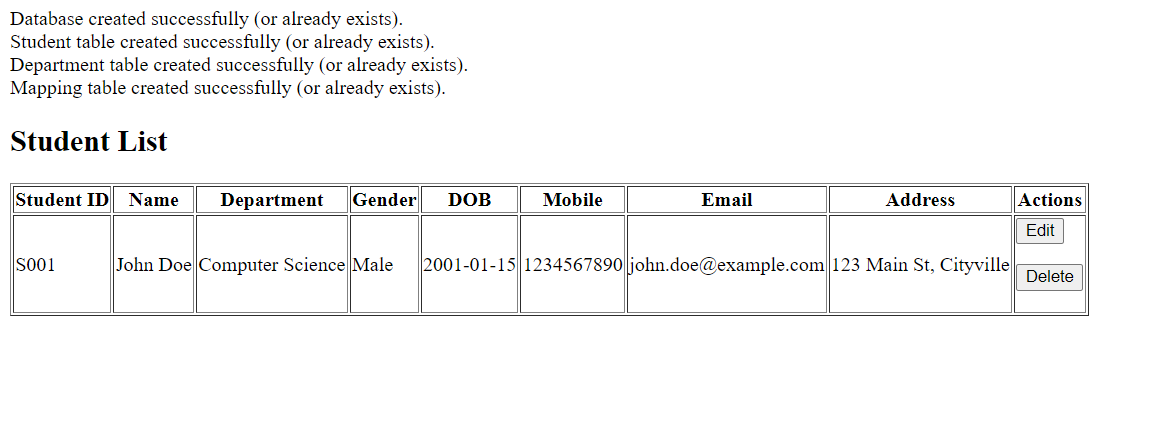 Database created successfully (or already exists).
Student table created successfully (or already exists).
Department table created successfully (or already exists).
Mapping table created successfully (or already exists).
Student List
Student ID Name Department Gender DOB Mobile Email Address Actions
S001 John Doe Computer Science Male 2001-01-15 1234567890 john.doe@example.com 123 Main St, Cityville Edit
Delete